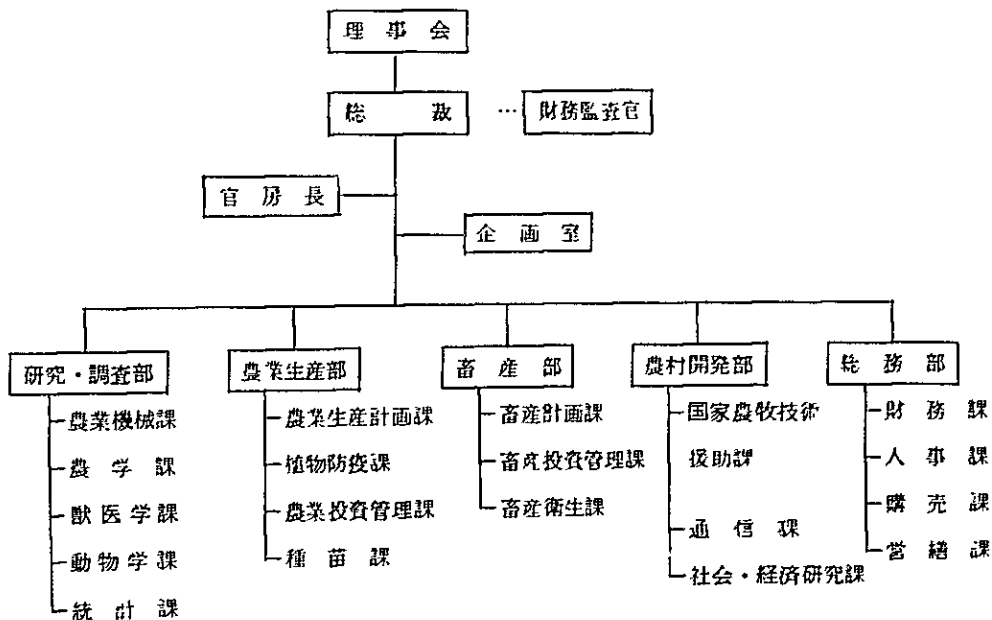 理事会
総裁 … 財務監査官
官房長
企画室
研究・調査部
農業機械課
農学課
獣医学課
動物学課
統計課
農業生産部
農業生産計画課
植物防疫課
農業投資管理課
種苗課
畜産部
畜産計画課
畜産投資管理課
畜産衛生課
農村開発部
国家農牧技術
援助課
通信課
社会・経済研究課
総務部
財務課
人事課
購売課
営繕課